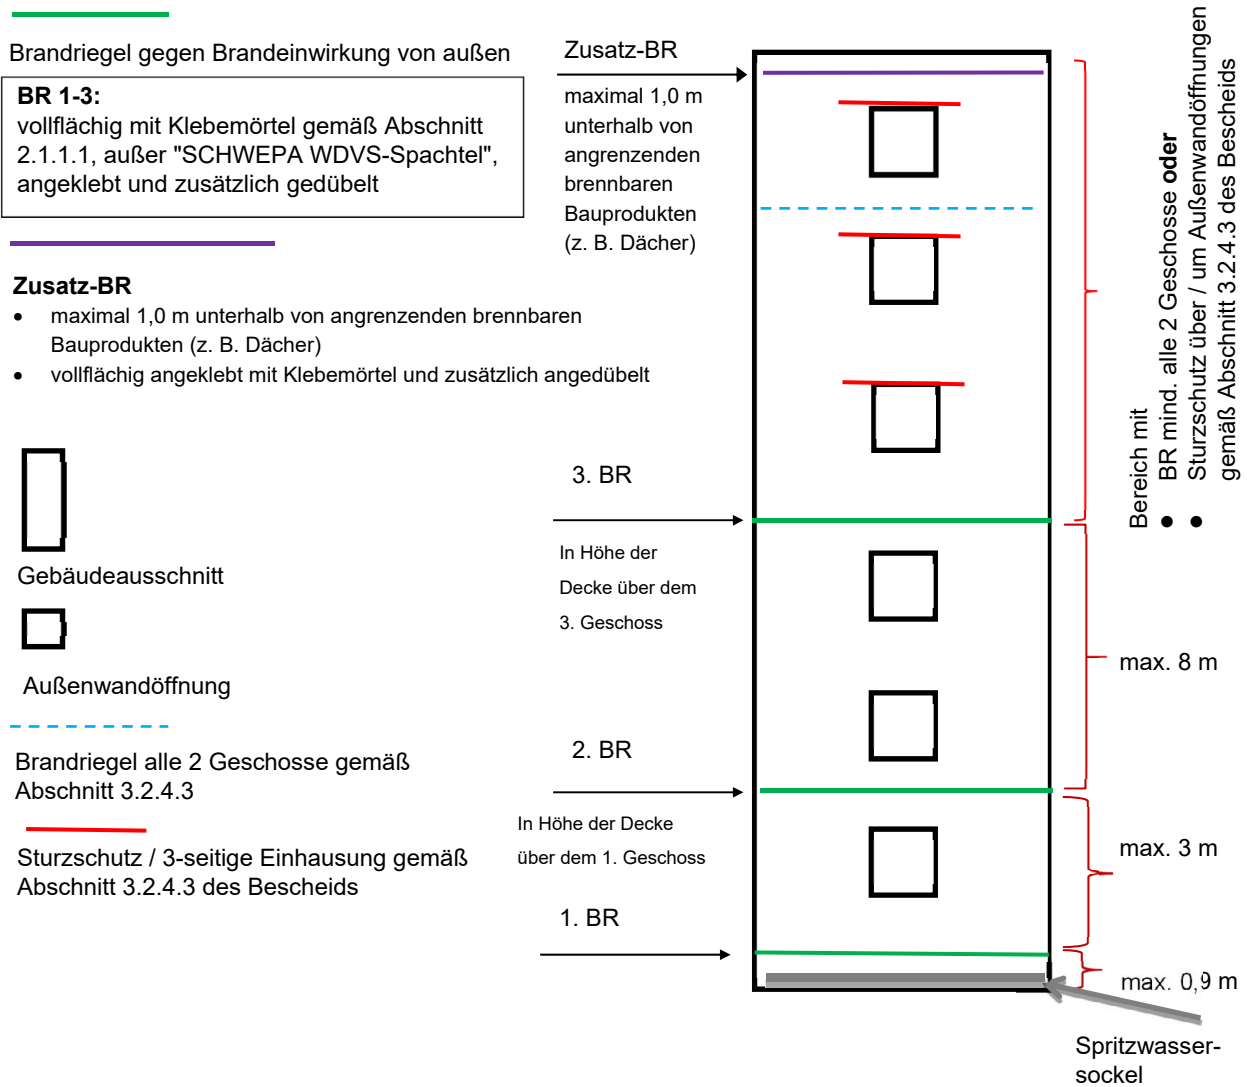 Brandriegel gegen Brandeinwirkung von außen
BR 1-3:
vollflächig mit Klebemörtel gemäß Abschnitt
2.1.1.1, außer "SCHWEPA WDVS-Spachtel",
angeklebt und zusätzlich gedübelt
Zusatz-BR
• maximal 1,0 m unterhalb von angrenzenden brennbaren
Bauprodukten (z. B. Dächer)
• vollflächig angeklebt mit Klebemörtel und zusätzlich angedübelt
Gebäudeausschnitt
Außenwandöffnung
Brandriegel alle 2 Geschosse gemäß
Abschnitt 3.2.4.3
Sturzschutz / 3-seitige Einhausung gemäß
Abschnitt 3.2.4.3 des Bescheids
Zusatz-BR
maximal 1,0 m
unterhalb von
angrenzenden
brennbaren
Bauprodukten
(z. B. Dächer)
3. BR
In Höhe der
Decke über dem
3. Geschoss
2. BR
In Höhe der Decke
über dem 1. Geschoss
1. BR
Bereich mit
• BR mind. alle 2 Geschosse oder
• Sturzschutz über / um Außenwandöffnungen
gemäß Abschnitt 3.2.4.3 des Bescheids
max. 8 m
max. 3 m
max. 0,9 m
Spritzwasser-
sockel